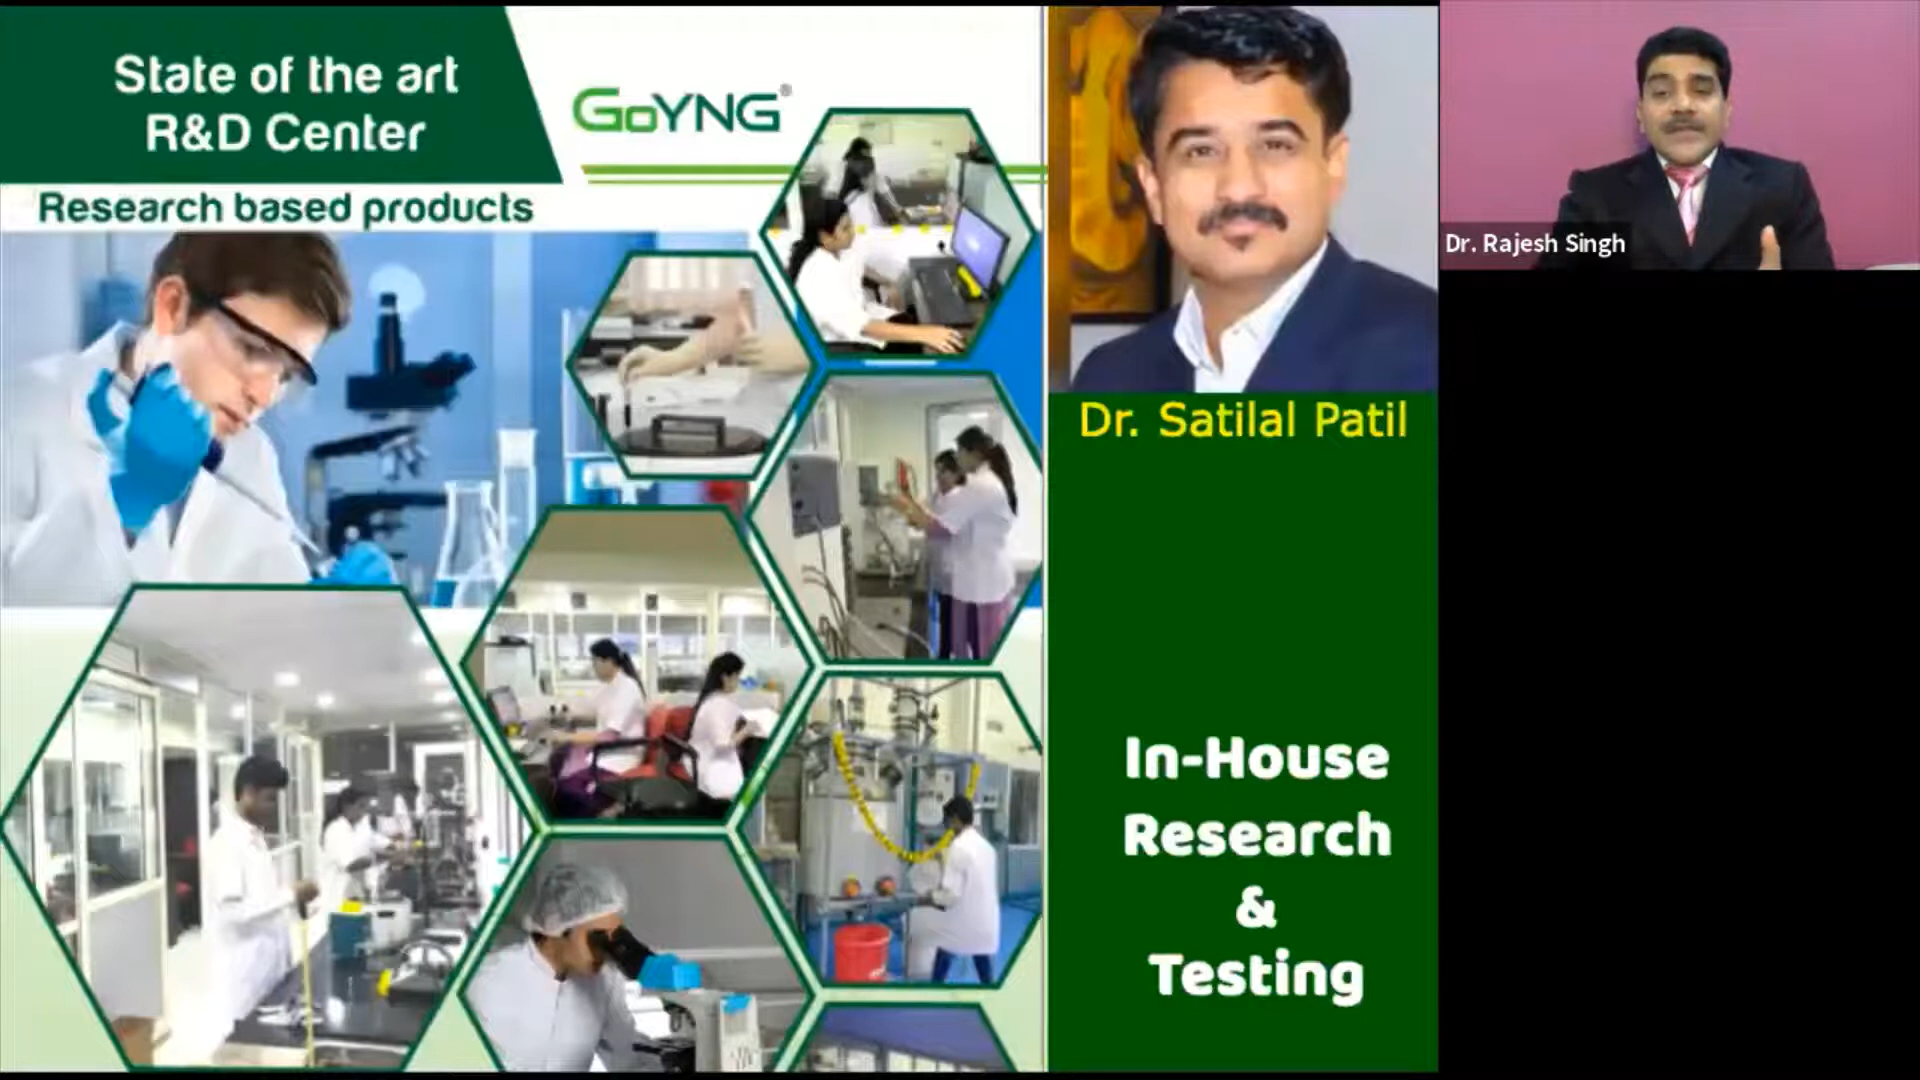 State of the art
R&D Center
GoYNG®
Research based products
Dr. Satilal Patil
In-House
Research
&
Testing
Dr. Rajesh Singh